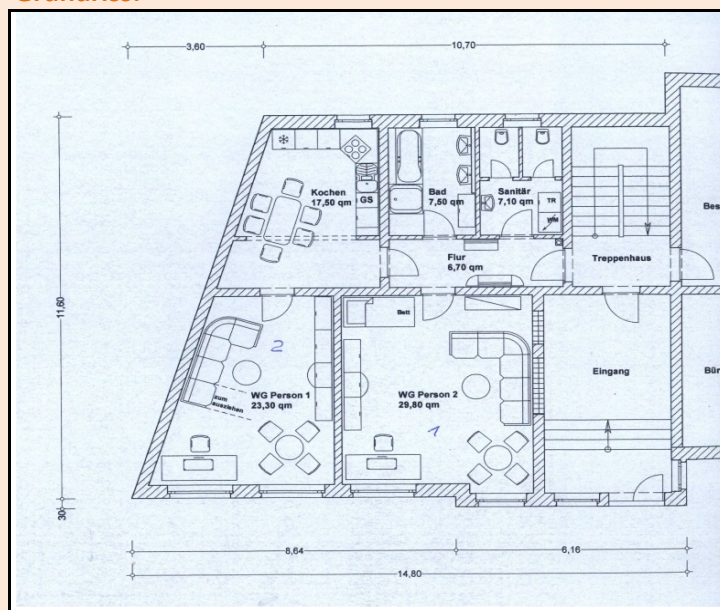 3,60
10,70
Kochen
17,50 qm
GS
Bad
7,50 qm
Sanitär
7,10 qm
TR
WM
Flur
6,70 qm
Treppenhaus
Bes
11,60
Bett
2
zum
ausziehen
WG Person 1
23,30 qm
WG Person 2
29,80 qm
1
Eingang
Bür
30
8,64
6,16
14,80